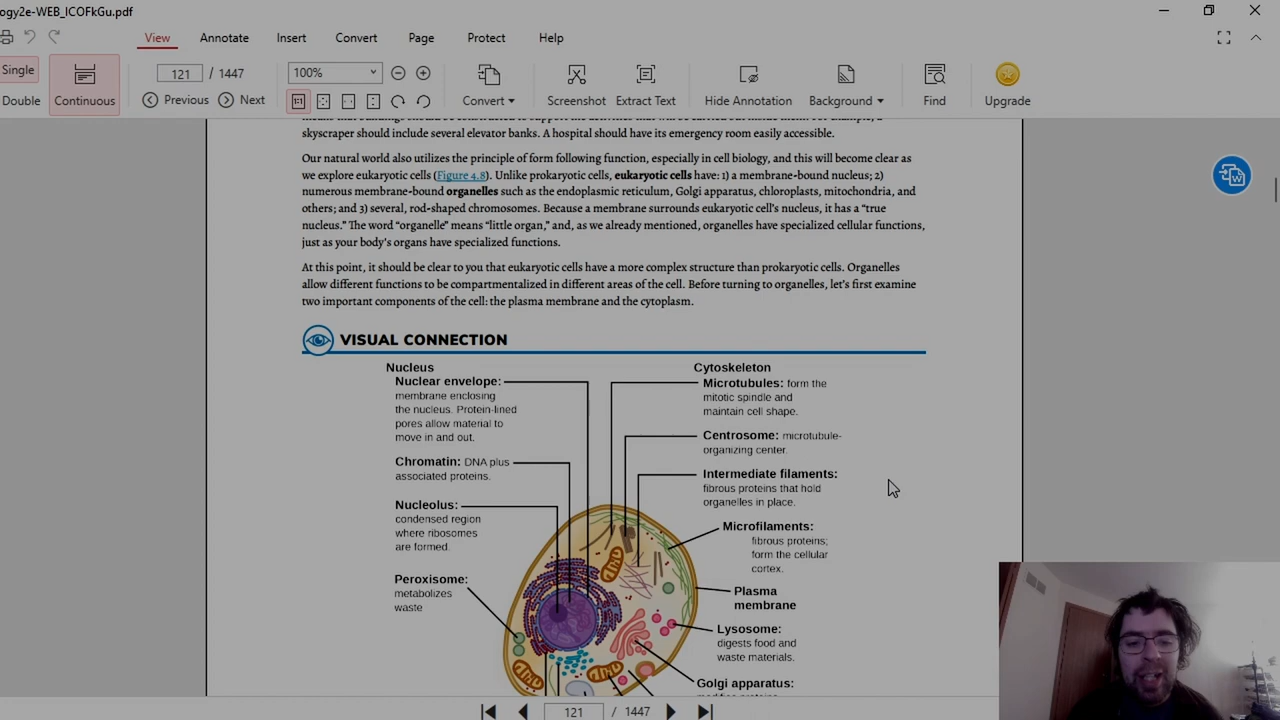 ogy2e-WEB_ICOFkGu.pdf
View Annotate Insert Convert Page Protect Help
Single
Double
Continuous
121 / 1447
Previous Next
100%
Convert
Screenshot
Extract Text
Hide Annotation
Background
Find
Upgrade
skyscraper should include several elevator banks. A hospital should have its emergency room easily accessible.
Our natural world also utilizes the principle of form following function, especially in cell biology, and this will become clear as
we explore eukaryotic cells (Figure 4.8). Unlike prokaryotic cells, eukaryotic cells have: 1) a membrane-bound nucleus; 2)
numerous membrane-bound organelles such as the endoplasmic reticulum, Golgi apparatus, chloroplasts, mitochondria, and
others; and 3) several, rod-shaped chromosomes. Because a membrane surrounds eukaryotic cell's nucleus, it has a “true
nucleus.” The word “organelle” means “little organ,” and, as we already mentioned, organelles have specialized cellular functions,
just as your body's organs have specialized functions.
At this point, it should be clear to you that eukaryotic cells have a more complex structure than prokaryotic cells. Organelles
allow different functions to be compartmentalized in different areas of the cell. Before turning to organelles, let's first examine
two important components of the cell: the plasma membrane and the cytoplasm.
VISUAL CONNECTION
Nucleus
Nuclear envelope:
membrane enclosing
the nucleus. Protein-lined
pores allow material to
move in and out.
Chromatin: DNA plus
associated proteins.
Nucleolus:
condensed region
where ribosomes
are formed.
Peroxisome:
metabolizes
waste
Cytoskeleton
Microtubules: form the
mitotic spindle and
maintain cell shape.
Centrosome: microtubule-
organizing center.
Intermediate filaments:
fibrous proteins that hold
organelles in place.
Microfilaments:
fibrous proteins;
form the cellular
cortex.
Plasma
membrane
Lysosome:
digests food and
waste materials.
Golgi apparatus:
121 / 1447